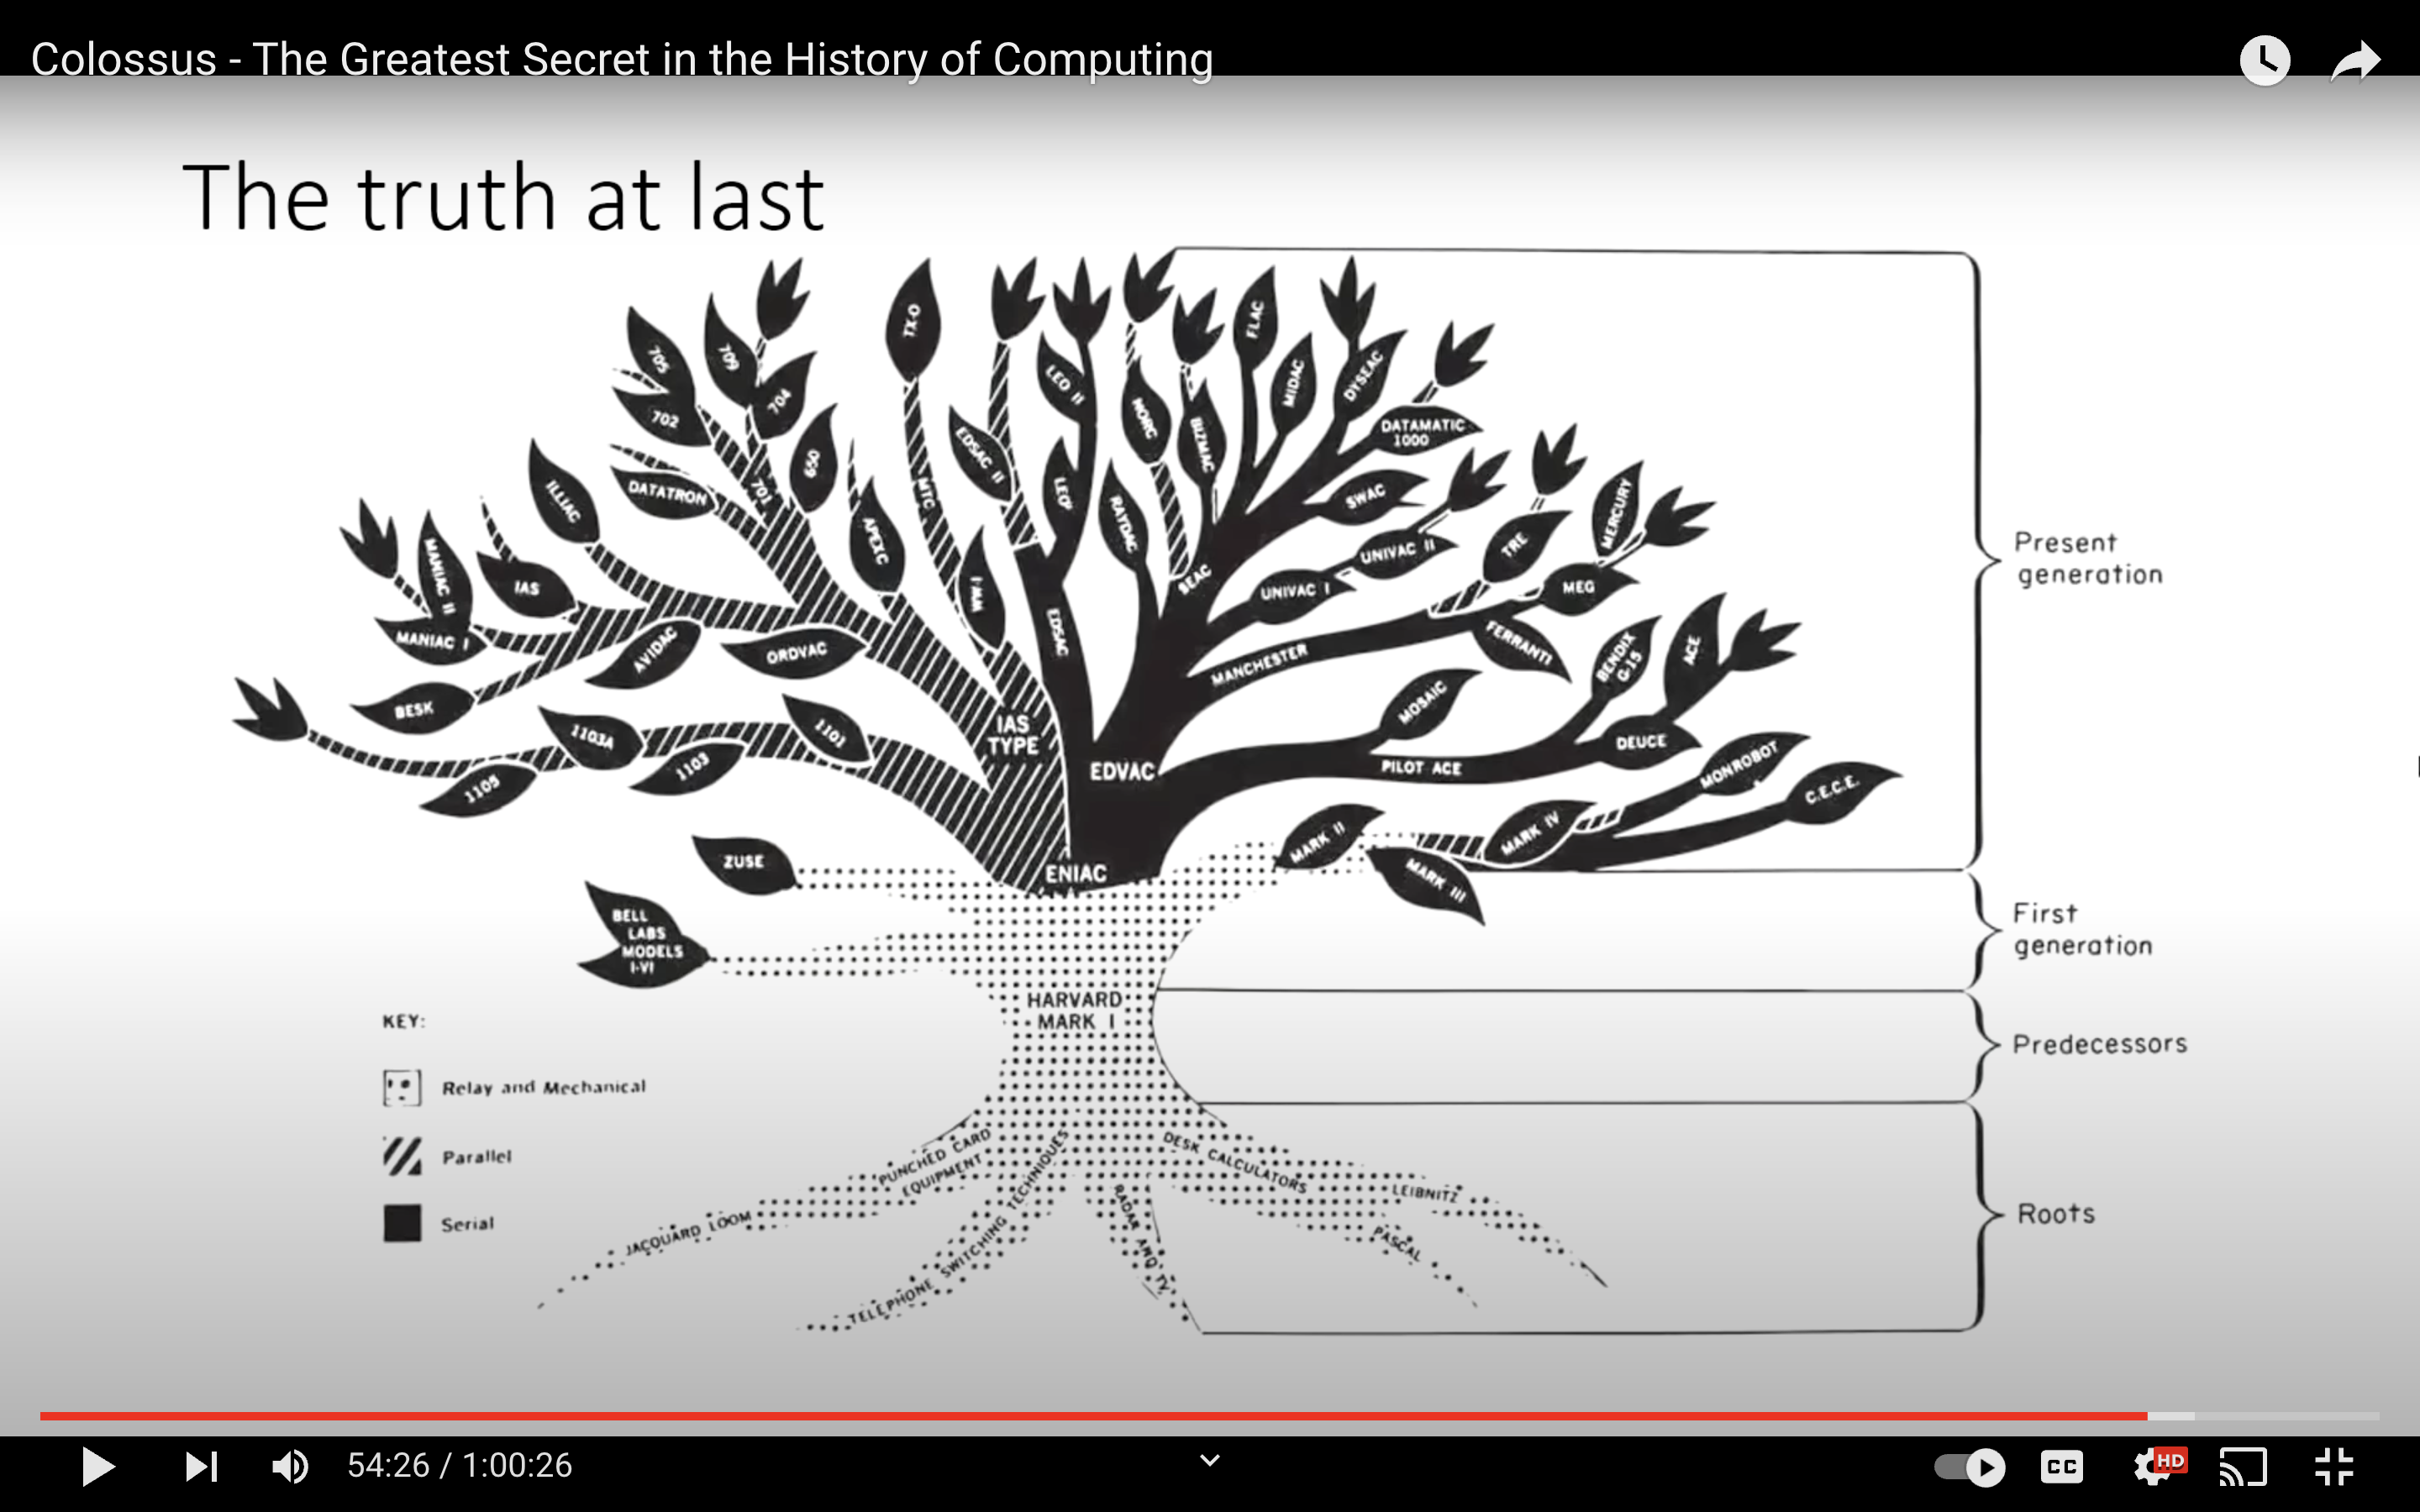 Colossus - The Greatest Secret in the History of Computing
The truth at last
TX-O
FLAC
705
709
704
702
LEO II
MIDAC
DYSEAC
NORC
BIZMAC
DATAMATIC
1000
650
EDSAC II
ILLIAC
DATATRON
701
MTC
LEO
SWAC
MERCURY
APEXC
RAYDAC
UNIVAC II
TRE
Present
generation
MANIAC II
IAS
SEAC
UNIVAC I
MEG
MANIAC I
AVIDAC
ORDVAC
EDSAC
MANCHESTER
FERRANTI
BENDIX
G-15
ACE
BESK
IAS
TYPE
MOSAIC
1103A
1101
DEUCE
1103
EDVAC
PILOT ACE
MONROBOT
1105
C.E.C.E.
ZUSE
ENIAC
MARK II
MARK IV
MARK III
BELL
LABS
MODELS
I-VI
First
generation
HARVARD
MARK I
KEY:
Predecessors
Relay and Mechanical
Parallel
Serial
PUNCHED CARD
EQUIPMENT
JACQUARD LOOM
TELEPHONE SWITCHING TECHNIQUES
RADAR AND TV
DESK CALCULATORS
LEIBNITZ
PASCAL
Roots
54:26 / 1:00:26
CC
HD